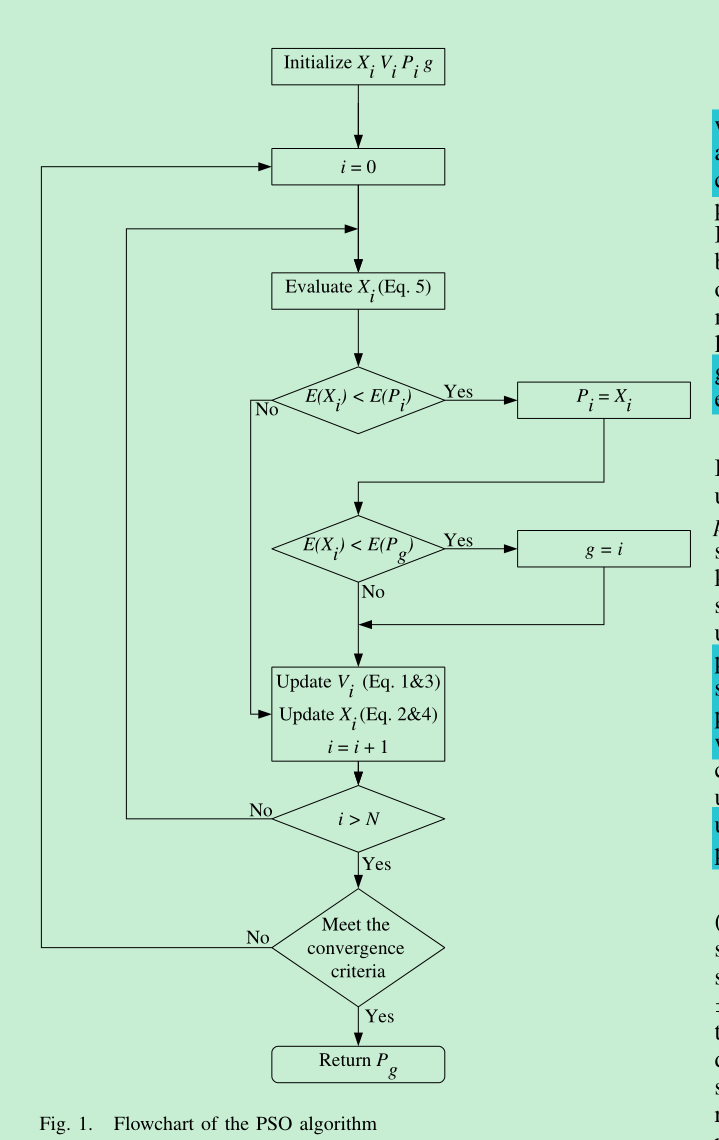 Initialize X_i V_i P_i g
i = 0
Evaluate X_i (Eq. 5)
E(X_i) < E(P_i)
Yes
No
P_i = X_i
E(X_i) < E(P_g)
Yes
g = i
No
Update V_i (Eq. 1&3)
Update X_i (Eq. 2&4)
i = i + 1
No
i > N
Yes
No
Meet the
convergence
criteria
Yes
Return P_g
Fig. 1. Flowchart of the PSO algorithm